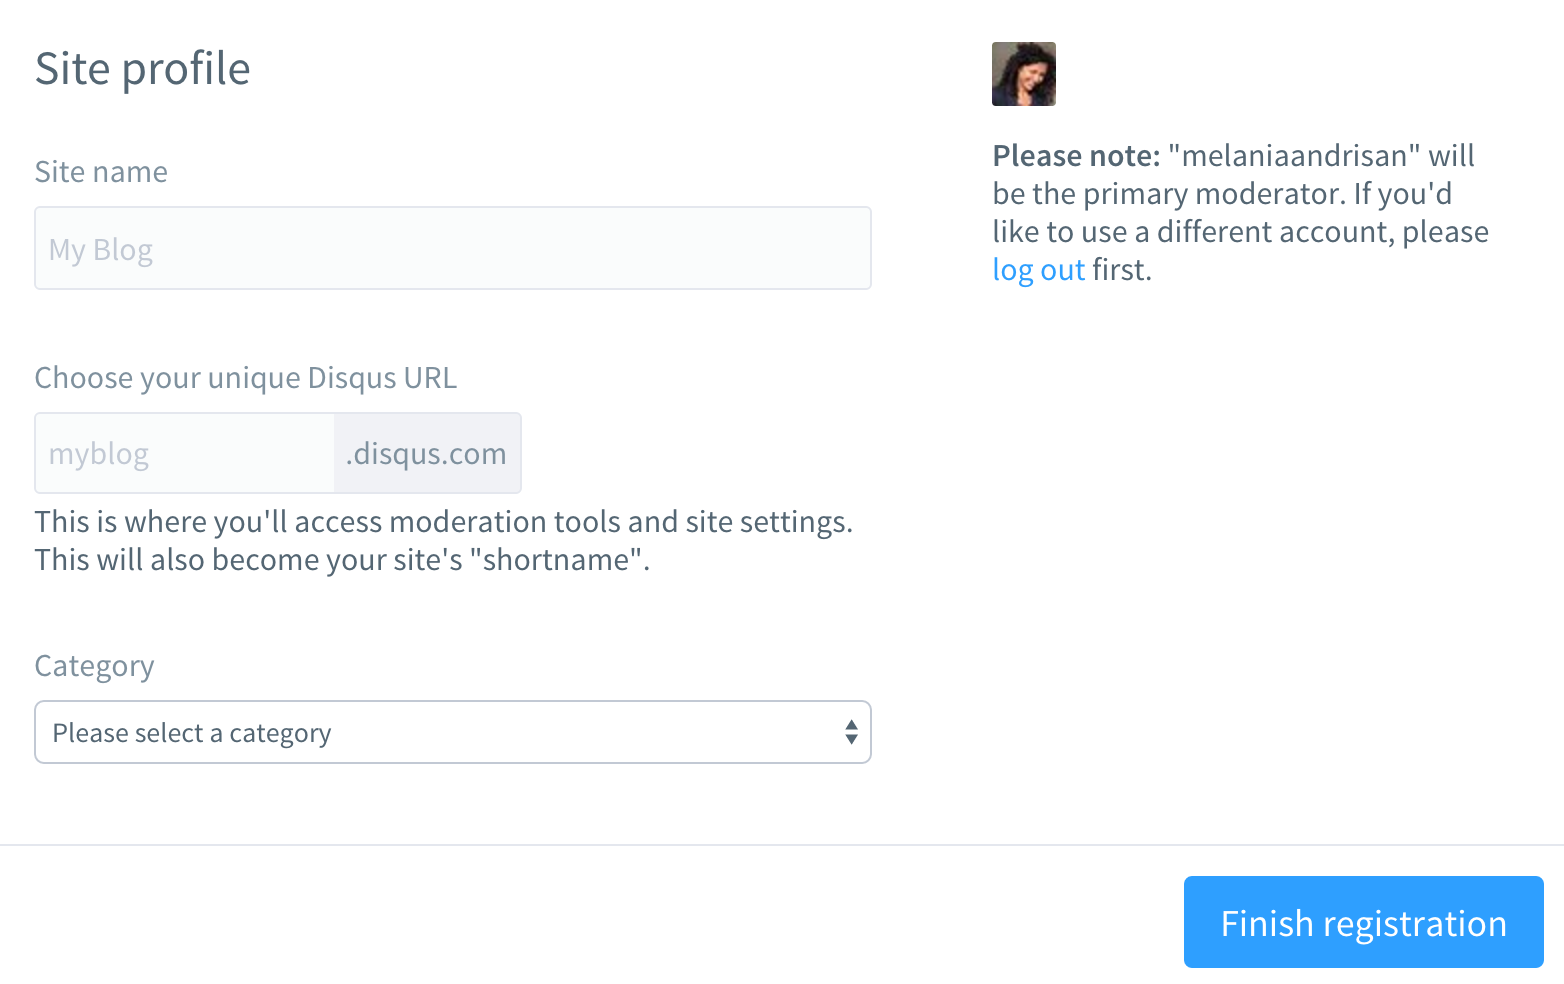 Site profile
Site name
My Blog
Choose your unique Disqus URL
myblog .disqus.com
This is where you'll access moderation tools and site settings.
This will also become your site's "shortname".
Category
Please select a category
Please note: "melaniaandrisan" will
be the primary moderator. If you'd
like to use a different account, please
log out first.
Finish registration